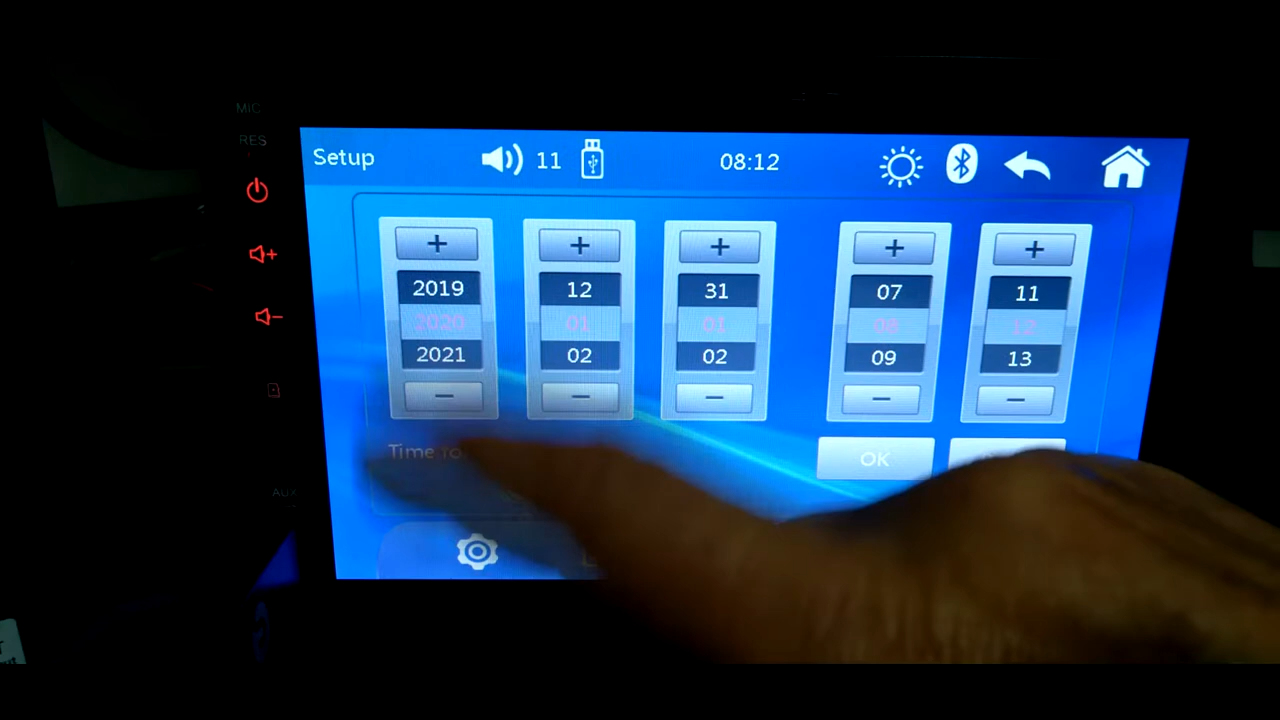 MIC
RES
Setup 11 08:12
+ + + + +
2019 12 31 07 11
2020 01 01 08 12
2021 02 02 09 13
− − − − −
Time fo
OK
AUX